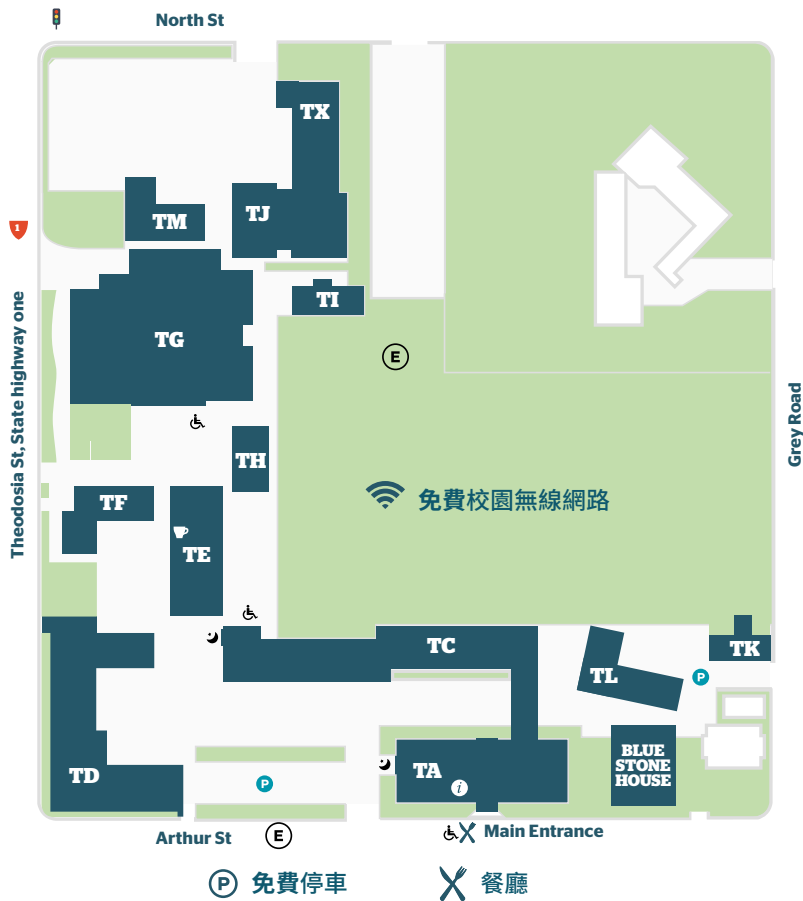 North St
TX
TM
TJ
1
TI
TG
E
Theodosia St, State highway one
Grey Road
TH
免費校園無線網路
TF
TE
TC
TK
TL
P
BLUE
STONE
HOUSE
TA
TD
i
P
Arthur St
E
Main Entrance
P 免費停車
餐廳